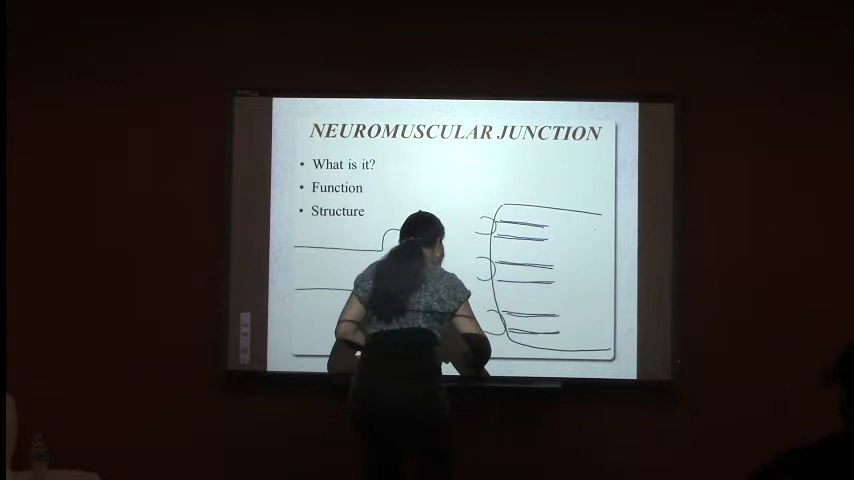 NEUROMUSCULAR JUNCTION
• What is it?
• Function
• Structure